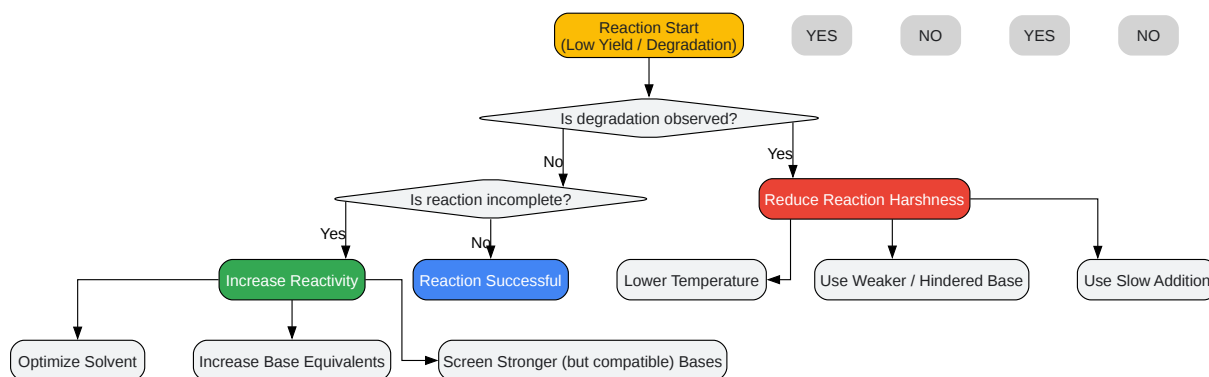 Reaction Start
(Low Yield / Degradation)
YES
NO
YES
NO
Is degradation observed?
No
Yes
Is reaction incomplete?
Reduce Reaction Harshness
Yes
No
Increase Reactivity
Reaction Successful
Lower Temperature
Use Weaker / Hindered Base
Use Slow Addition
Optimize Solvent
Increase Base Equivalents
Screen Stronger (but compatible) Bases